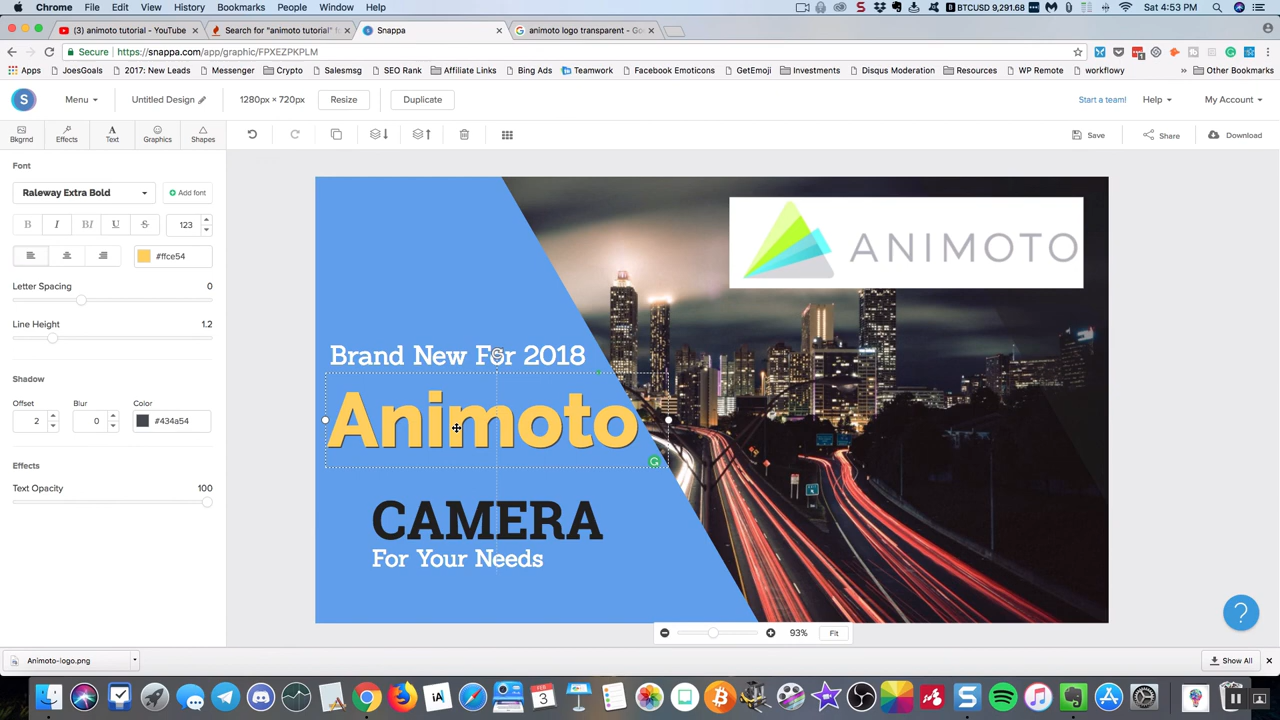 Chrome File Edit View History Bookmarks People Window Help BTCUSD 9,291.68 Sat 4:53 PM
(3) animoto tutorial - YouTube Search for "animoto tutorial" Snappa animoto logo transparent - Go
Secure https://snappa.com/app/graphic/FPXEZPKPLM
Apps JoesGoals 2017: New Leads Messenger Crypto Salesmsg SEO Rank Affiliate Links Bing Ads Teamwork Facebook Emoticons GetEmoji Investments Disqus Moderation Resources WP Remote workflowy » Other Bookmarks
S Menu Untitled Design 1280px × 720px Resize Duplicate Start a team! Help My Account
Bkgrnd Effects Text Graphics Shapes Save Share Download
Font
Raleway Extra Bold Add font
B I BI U S 123
#ffce54
Letter Spacing 0
Line Height 1.2
Shadow
Offset Blur Color
2 0 #434a54
Effects
Text Opacity 100
ANIMOTO
Brand New For 2018
Animoto
CAMERA
For Your Needs
93% Fit
?
Animoto-logo.png Show All